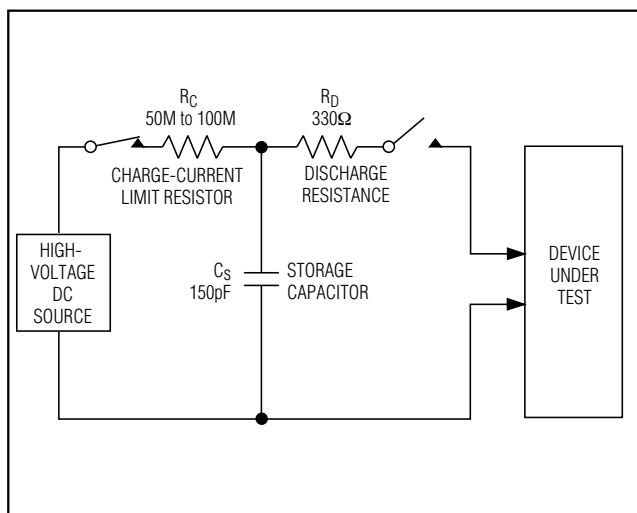 R_C
50M to 100M
CHARGE-CURRENT
LIMIT RESISTOR
R_D
330Ω
DISCHARGE
RESISTANCE
HIGH-
VOLTAGE
DC
SOURCE
C_S
150pF
STORAGE
CAPACITOR
DEVICE
UNDER
TEST